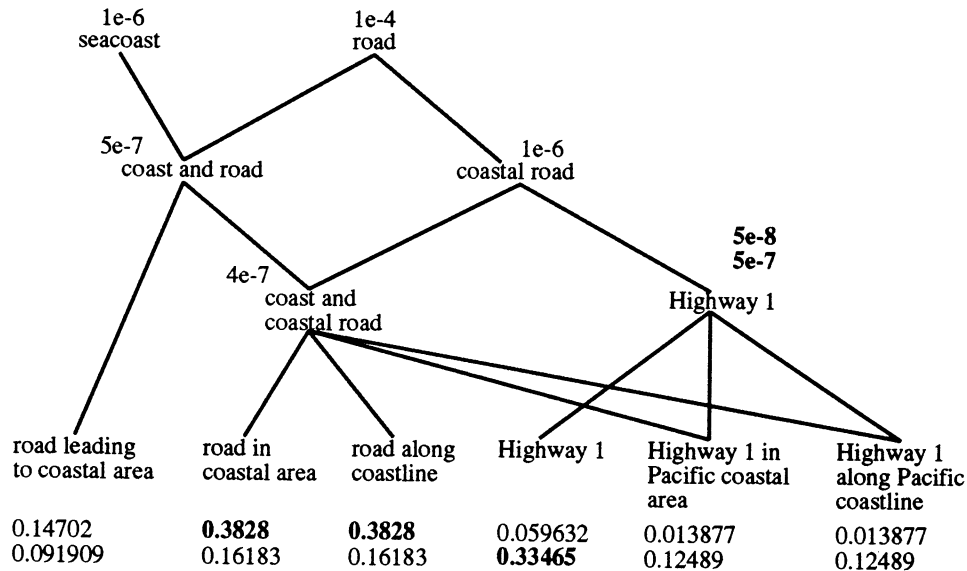 1e-6
seacoast
1e-4
road
5e-7
coast and road
1e-6
coastal road
4e-7
coast and
coastal road
5e-8
5e-7
Highway 1
road leading
to coastal area
road in
coastal area
road along
coastline
Highway 1
Highway 1 in
Pacific coastal
area
Highway 1
along Pacific
coastline
0.14702 0.3828 0.3828 0.059632 0.013877 0.013877
0.091909 0.16183 0.16183 0.33465 0.12489 0.12489